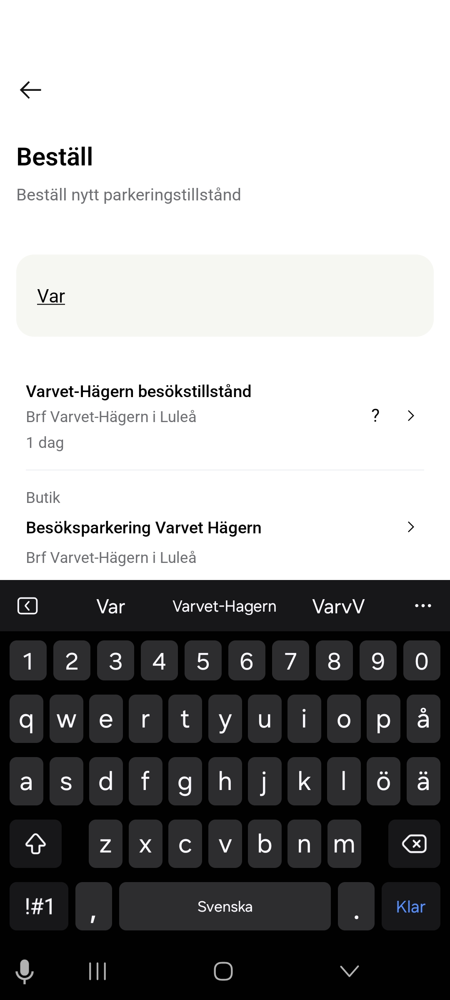 Beställ
Beställ nytt parkeringstillstånd
Var
Varvet-Hägern besökstillstånd
Brf Varvet-Hägern i Luleå
?
1 dag
Butik
Besöksparkering Varvet Hägern
Brf Varvet-Hägern i Luleå
Var Varvet-Hagern VarvV
1 2 3 4 5 6 7 8 9 0
q w e r t y u i o p å
a s d f g h j k l ö ä
z x c v b n m
!#1 , Svenska . Klar